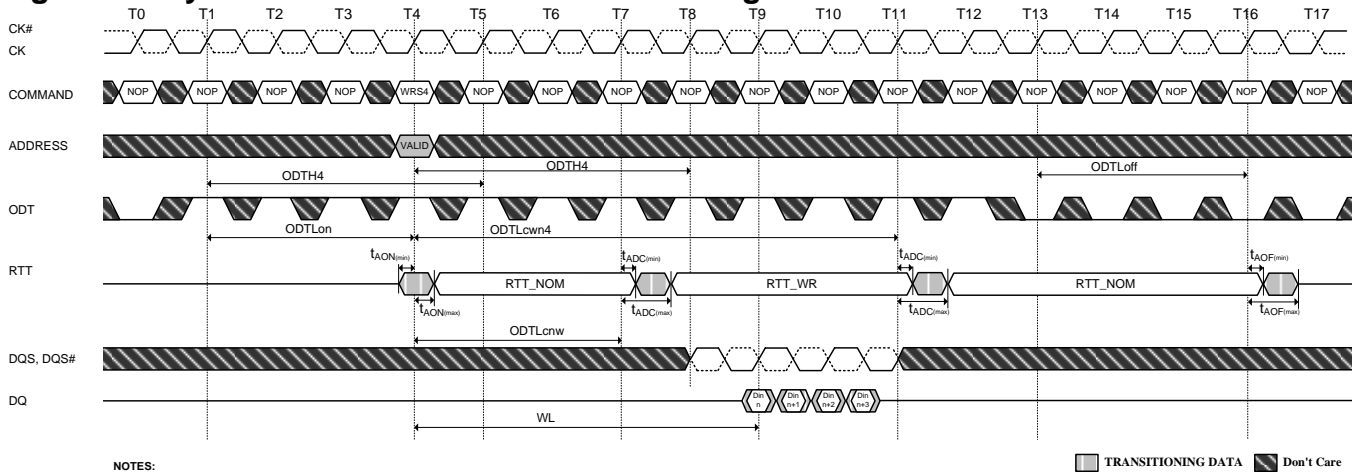 T0 T1 T2 T3 T4 T5 T6 T7 T8 T9 T10 T11 T12 T13 T14 T15 T16 T17
CK#
CK
COMMAND NOP NOP NOP NOP WRS4 NOP NOP NOP NOP NOP NOP NOP NOP NOP NOP NOP NOP NOP
ADDRESS VALID
ODTH4 ODTH4 ODTLoff
ODT
ODTLon ODTLcwn4
tAON(min) tADC(min) tADC(min) tAOF(min)
RTT RTT_NOM RTT_WR RTT_NOM
tAON(max) tADC(max) tADC(max) tAOF(max)
ODTLcnw
DQS, DQS#
DQ Din n Din n+1 Din n+2 Din n+3
WL
NOTES:
TRANSITIONING DATA Don't Care